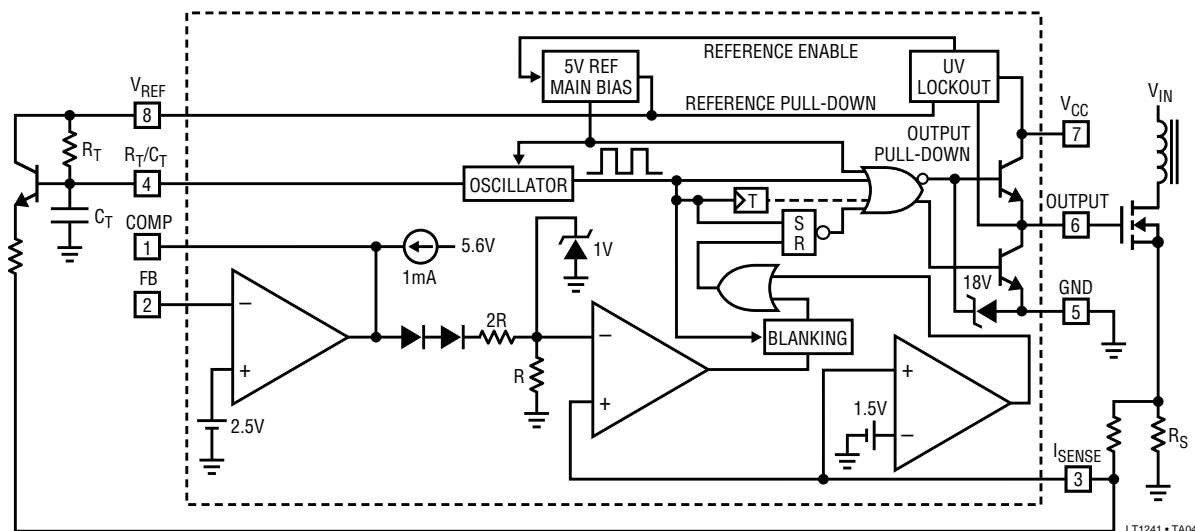 REFERENCE ENABLE
5V REF
MAIN BIAS
UV
LOCKOUT
VREF
8
REFERENCE PULL-DOWN
VCC
7
VIN
RT
RT/CT
4
OSCILLATOR
OUTPUT
PULL-DOWN
CT
COMP
1
5.6V
1mA
1V
T
S
R
OUTPUT
6
FB
2
–
+
2.5V
2R
R
–
+
BLANKING
18V
GND
5
+
–
1.5V
ISENSE
3
RS
LT1241 • TA04